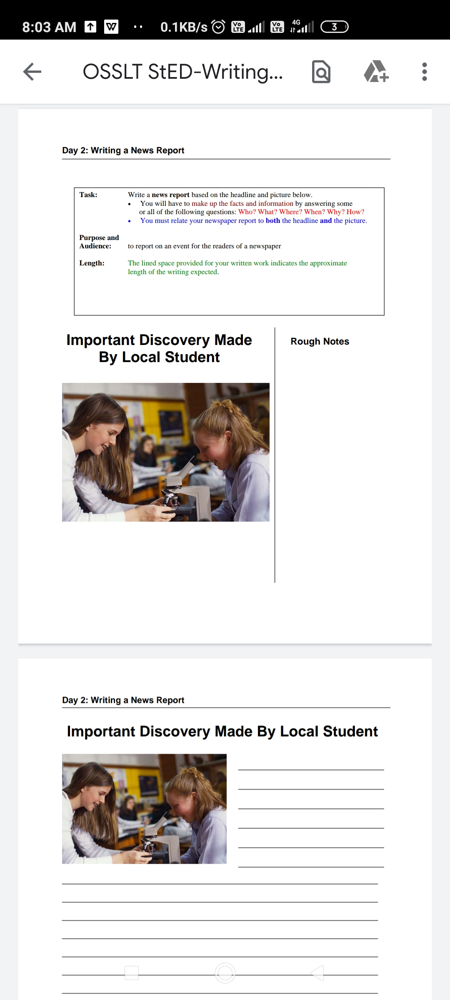 8:03 AM W 0.1KB/s Vo LTE Vo LTE 4G 3
OSSLT StED-Writing...
Day 2: Writing a News Report
Task: Write a news report based on the headline and picture below.
• You will have to make up the facts and information by answering some
or all of the following questions: Who? What? Where? When? Why? How?
• You must relate your newspaper report to both the headline and the picture.
Purpose and
Audience: to report on an event for the readers of a newspaper
Length: The lined space provided for your written work indicates the approximate
length of the writing expected.
Important Discovery Made
By Local Student
Rough Notes
Day 2: Writing a News Report
Important Discovery Made By Local Student